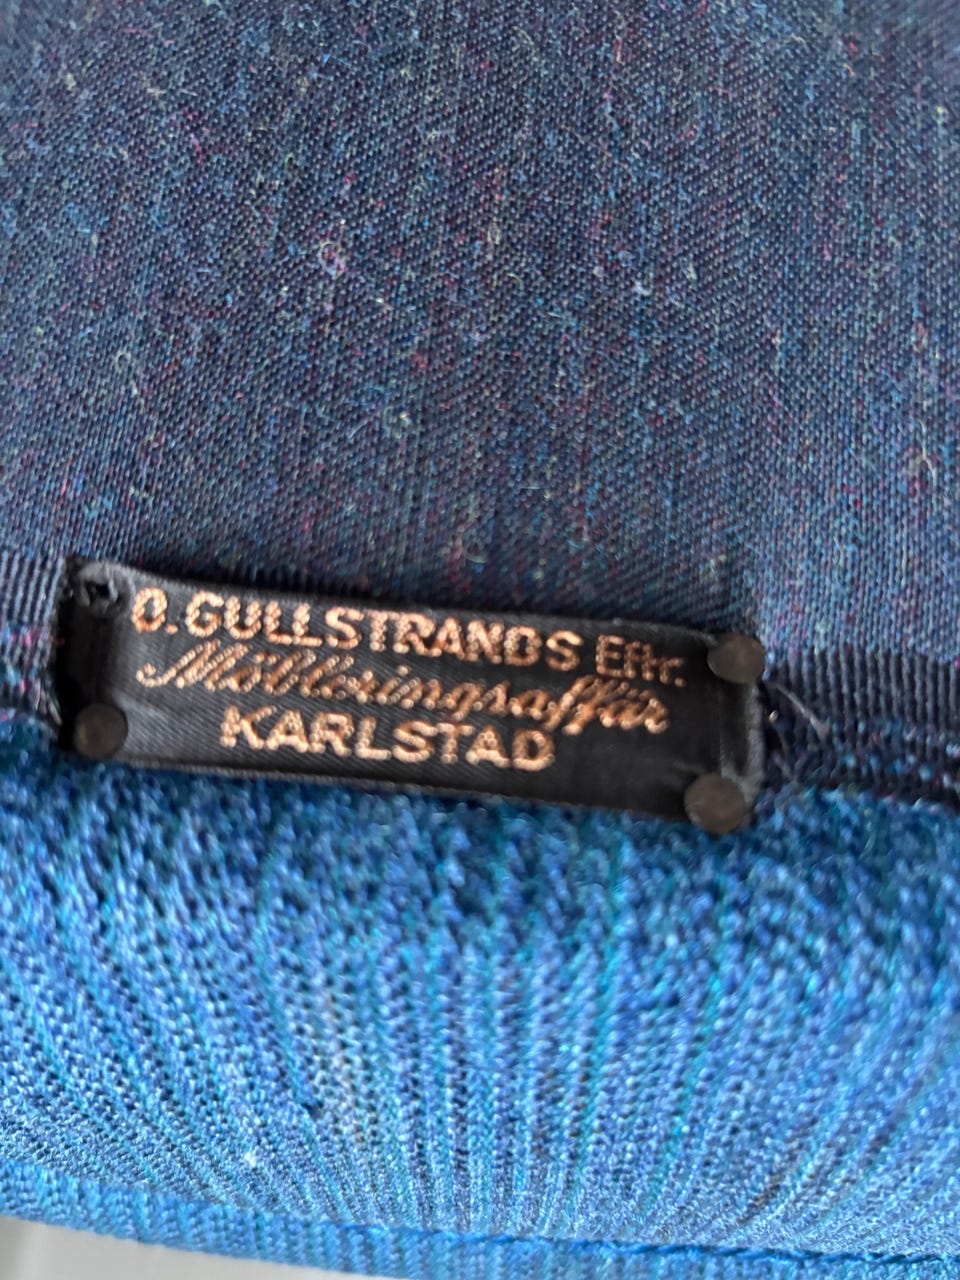 O. GULLSTRANDS Eftr.
Möbleringsaffär
KARLSTAD